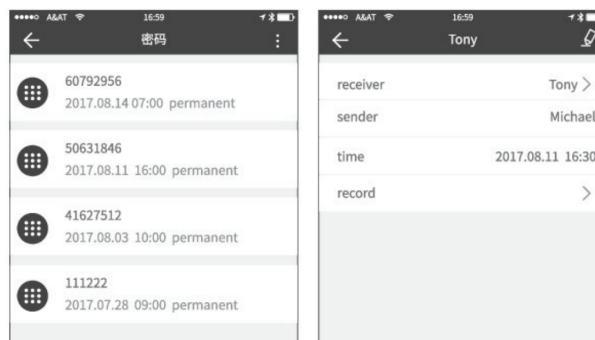 A&AT 16:59
密码
60792956
2017.08.14 07:00 permanent
50631846
2017.08.11 16:00 permanent
41627512
2017.08.03 10:00 permanent
111222
2017.07.28 09:00 permanent
A&AT 16:59
Tony
receiver Tony
sender Michael
time 2017.08.11 16:30
record